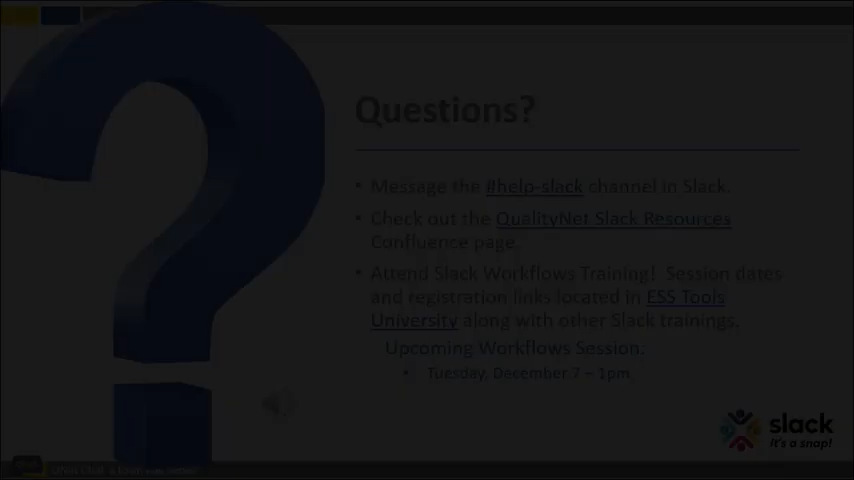 Questions?
• Message the #help-slack channel in Slack.
• Check out the QualityNet Slack Resources
Confluence page.
• Attend Slack Workflows Training! Session dates
and registration links located in ESS Tools
University along with other Slack trainings.
Upcoming Workflows Session:
• Tuesday, December 7 – 1pm
slack
It's a snap!